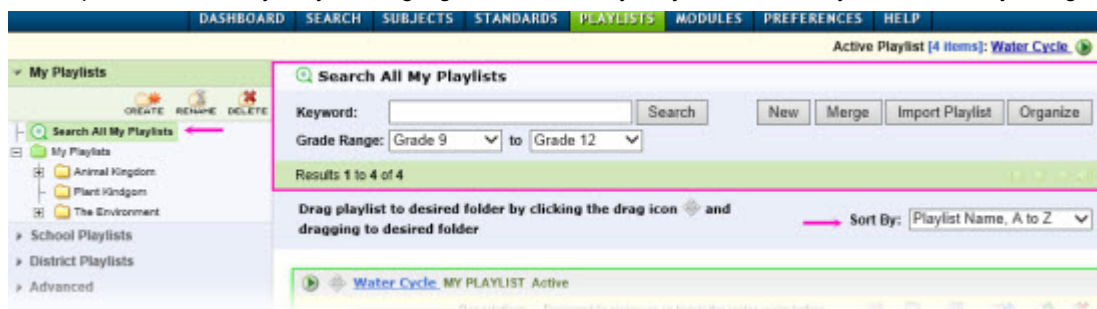 DASHBOARD SEARCH SUBJECTS STANDARDS PLAYLISTS MODULES PREFERENCES HELP
Active Playlist [4 items]: Water Cycle
My Playlists
CREATE RENAME DELETE
Search All My Playlists
My Playlists
Animal Kingdom
Plant Kindgom
The Environment
School Playlists
District Playlists
Advanced
Search All My Playlists
Keyword: Search New Merge Import Playlist Organize
Grade Range: Grade 9 to Grade 12
Results 1 to 4 of 4
Drag playlist to desired folder by clicking the drag icon and
dragging to desired folder
Sort By: Playlist Name, A to Z
Water Cycle MY PLAYLIST Active